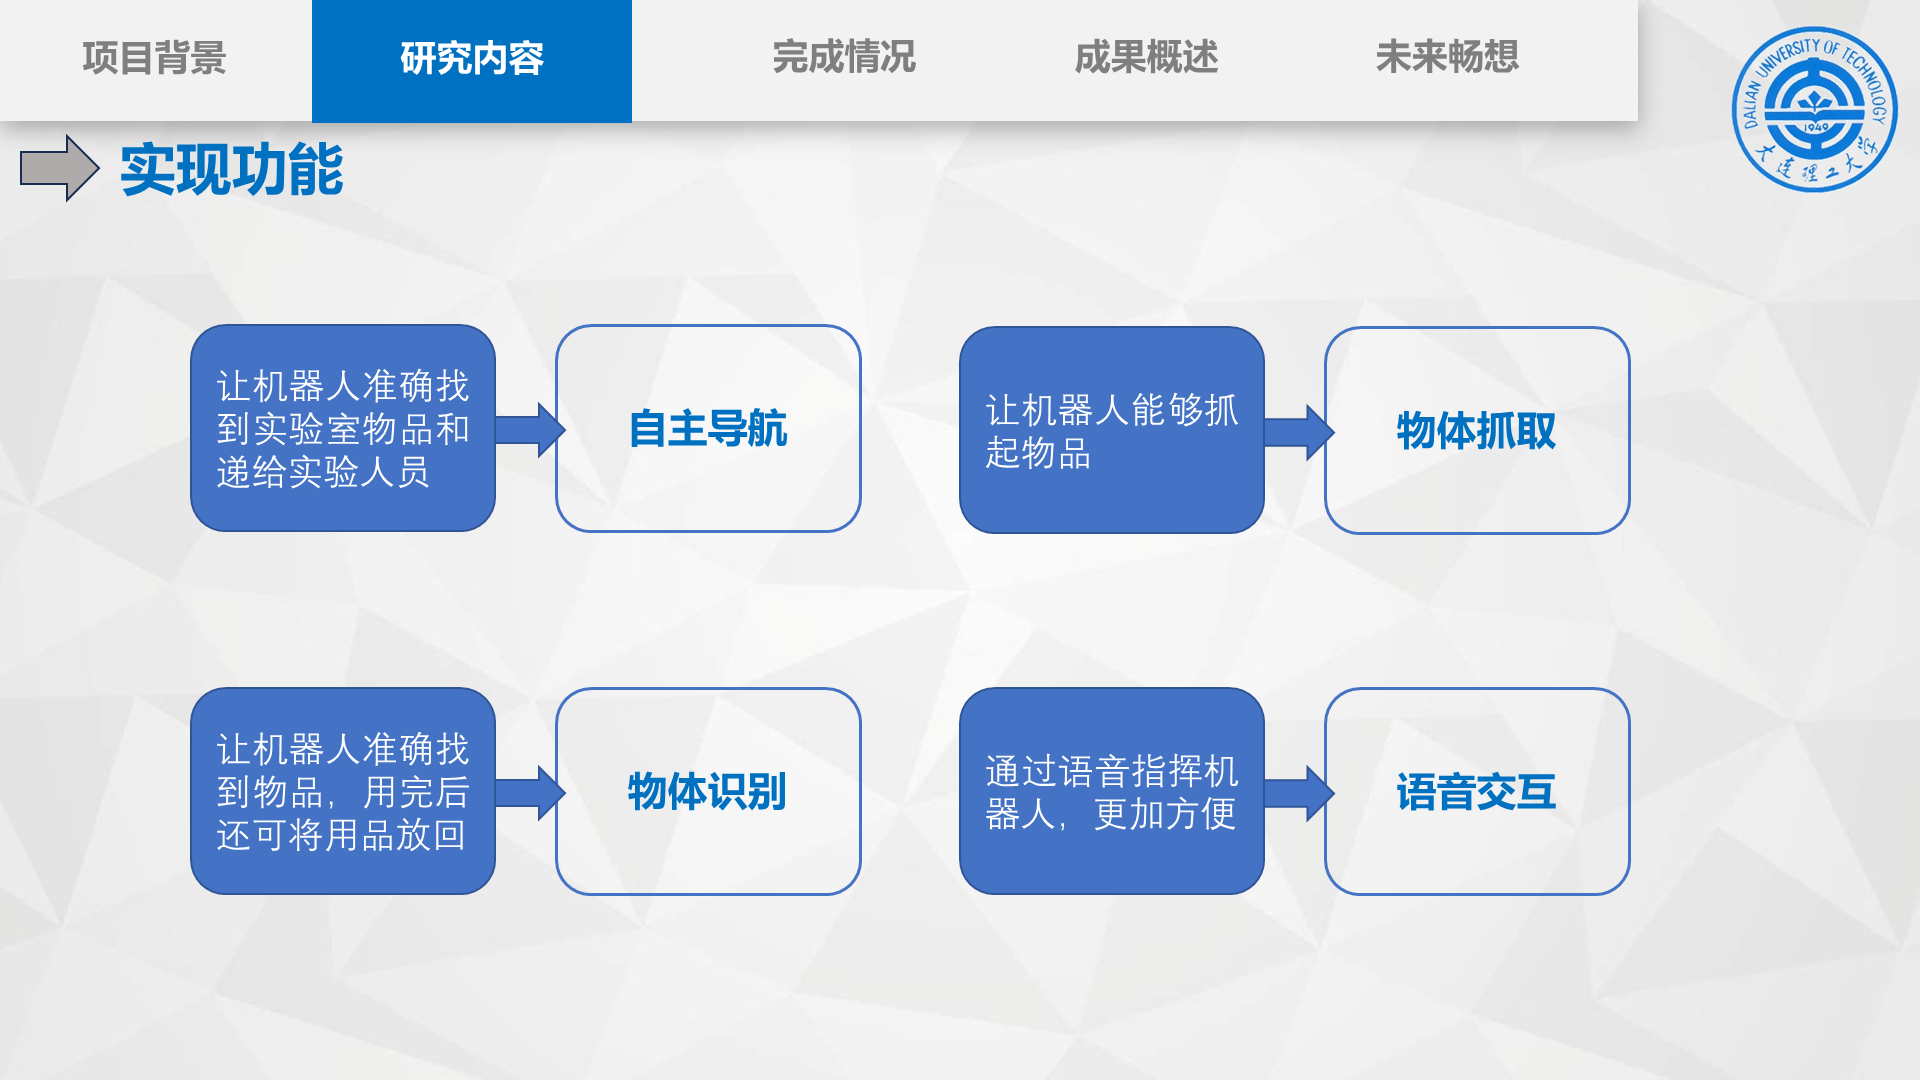 项目背景
研究内容
完成情况
成果概述
未来畅想
DALIAN UNIVERSITY OF TECHNOLOGY
1949
大连理工大学
实现功能
让机器人准确找
到实验室物品和
递给实验人员
自主导航
让机器人能够抓
起物品
物体抓取
让机器人准确找
到物品，用完后
还可将用品放回
物体识别
通过语音指挥机
器人，更加方便
语音交互